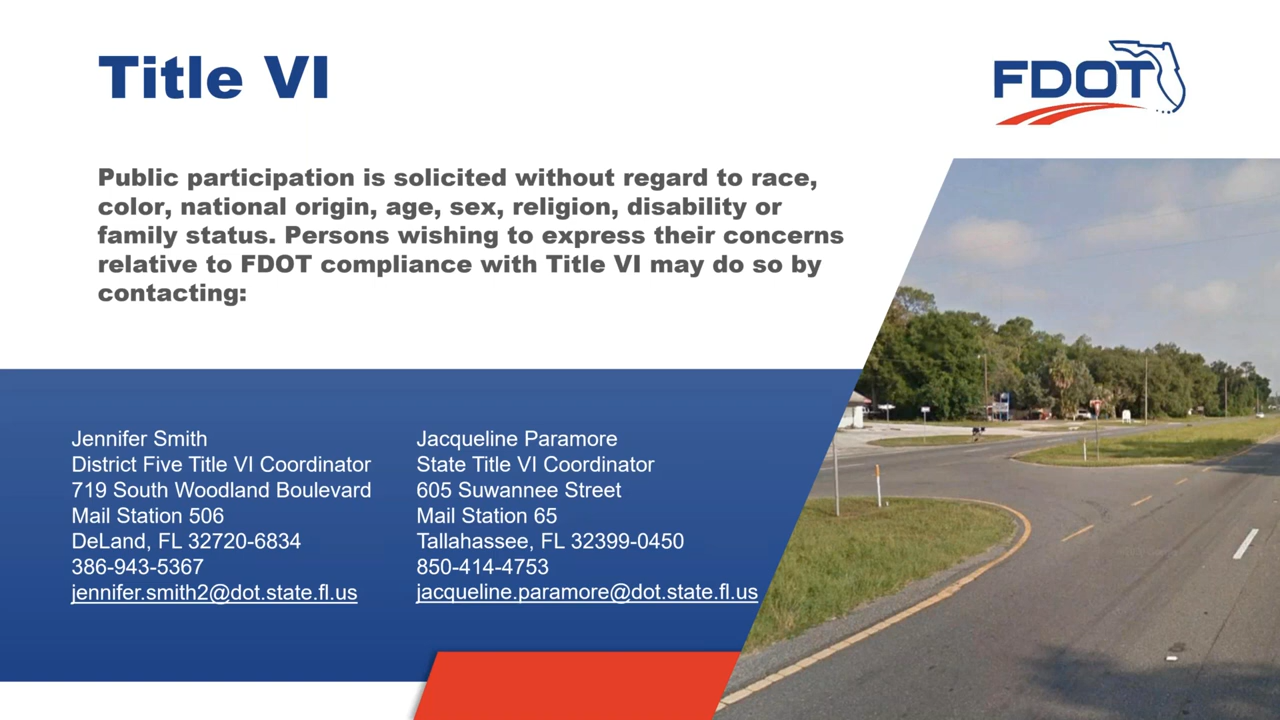 Title VI
FDOT
Public participation is solicited without regard to race,
color, national origin, age, sex, religion, disability or
family status. Persons wishing to express their concerns
relative to FDOT compliance with Title VI may do so by
contacting:
Jennifer Smith
District Five Title VI Coordinator
719 South Woodland Boulevard
Mail Station 506
DeLand, FL 32720-6834
386-943-5367
jennifer.smith2@dot.state.fl.us
Jacqueline Paramore
State Title VI Coordinator
605 Suwannee Street
Mail Station 65
Tallahassee, FL 32399-0450
850-414-4753
jacqueline.paramore@dot.state.fl.us